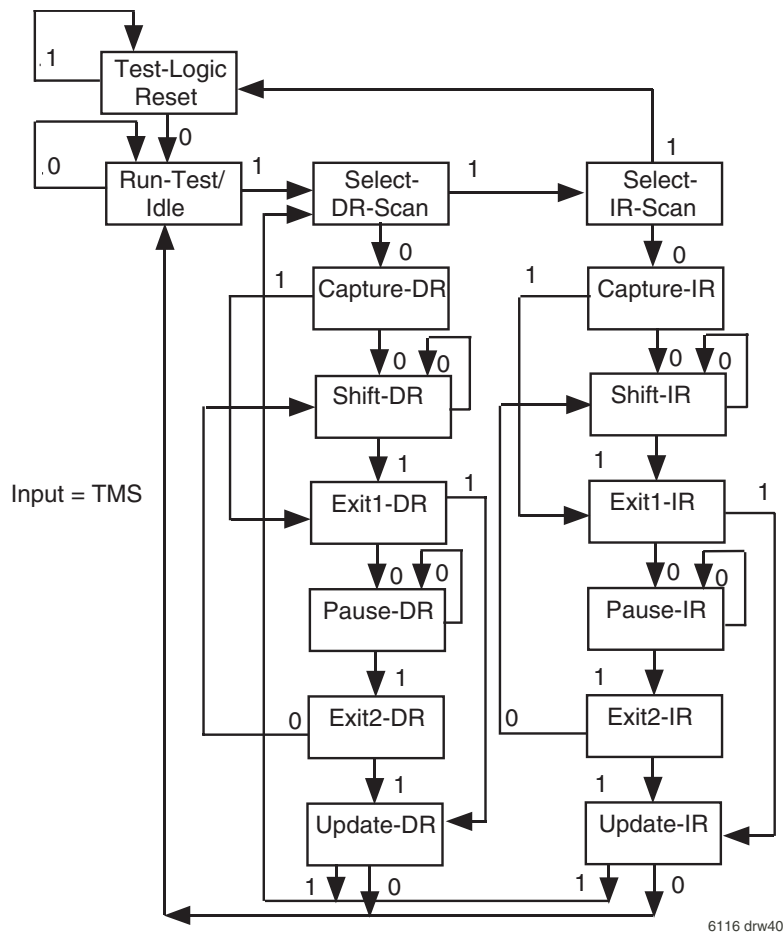 1
Test-Logic
Reset
0
0
Run-Test/
Idle
1
Select-
DR-Scan
1
Select-
IR-Scan
1
0
0
1
Capture-DR
1
Capture-IR
0
0
0
0
Shift-DR
Shift-IR
1
1
Input = TMS
Exit1-DR
1
Exit1-IR
1
0
0
0
0
Pause-DR
Pause-IR
1
1
0
Exit2-DR
0
Exit2-IR
1
1
Update-DR
Update-IR
1
0
1
0
6116 drw40